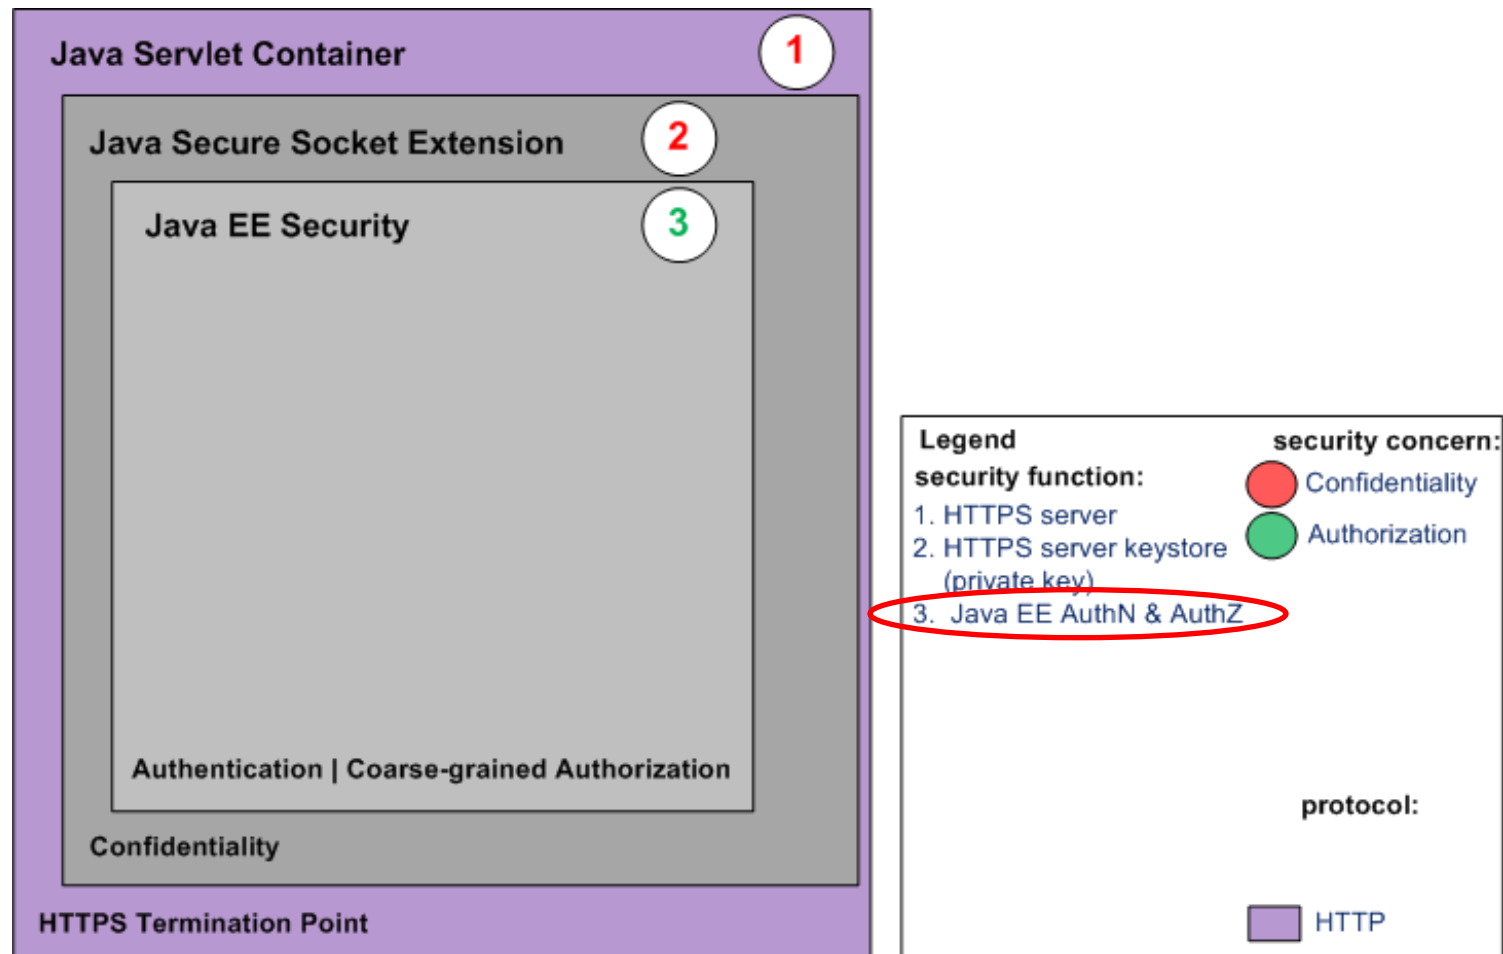 Java Servlet Container
1
Java Secure Socket Extension
2
Java EE Security
3
Authentication | Coarse-grained Authorization
Confidentiality
HTTPS Termination Point
Legend
security function:
1. HTTPS server
2. HTTPS server keystore
(private key)
3. Java EE AuthN & AuthZ
security concern:
Confidentiality
Authorization
protocol:
HTTP